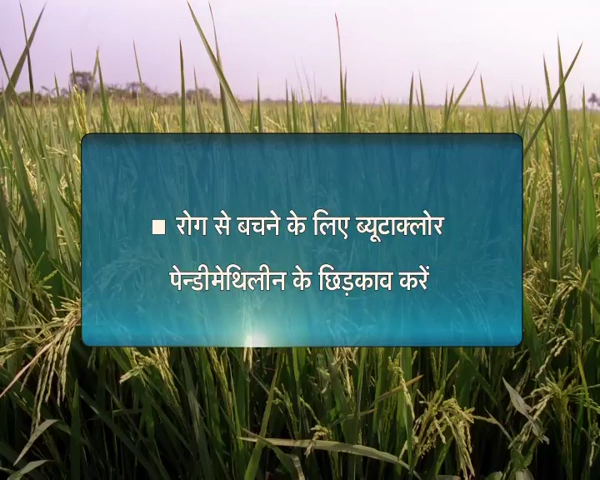 रोग से बचने के लिए ब्यूटाक्लोर
पेन्डीमेथिलीन के छिड़काव करें